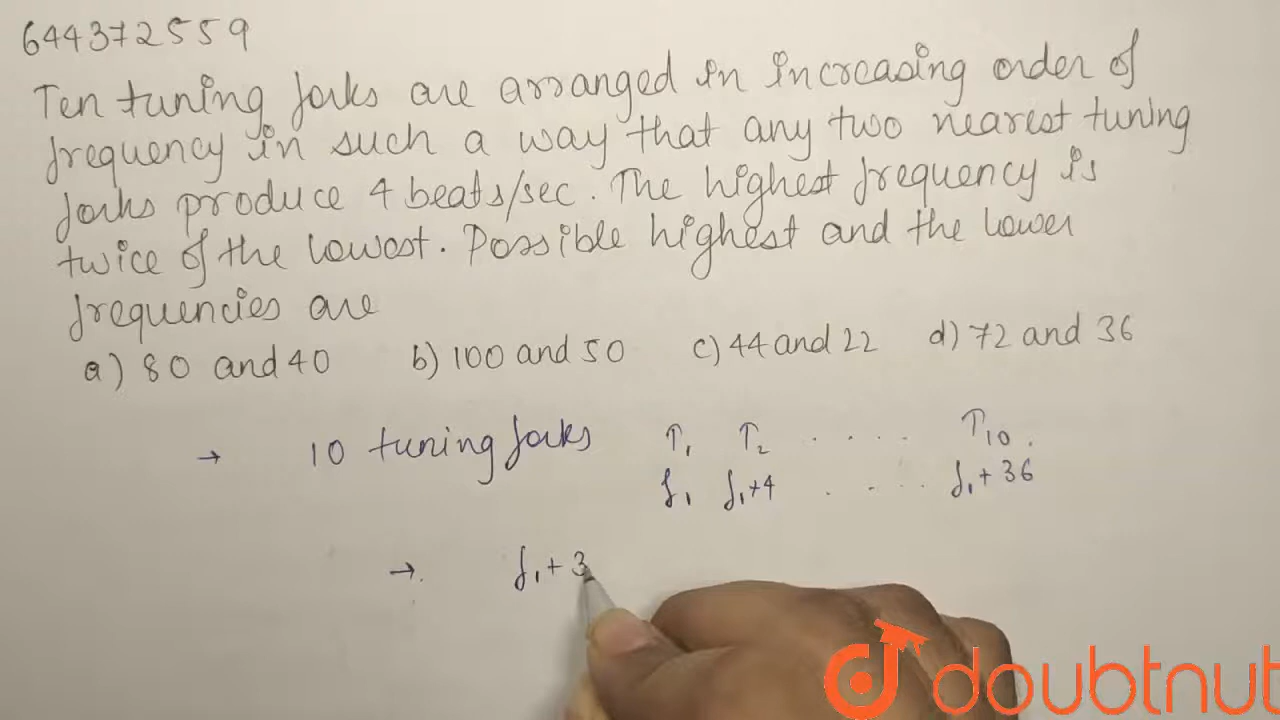 644372559
Ten tuning forks are arranged in increasing order of
frequency in such a way that any two nearest tuning
forks produce 4 beats/sec. The highest frequency is
twice of the lowest. Possible highest and the lower
frequencies are
a) 80 and 40 b) 100 and 50 c) 44 and 22 d) 72 and 36
→ 10 tuning forks T₁ T₂ . . . . T₁₀.
f₁ f₁+4 . . . . f₁+36
→. f₁+3
doubtnut